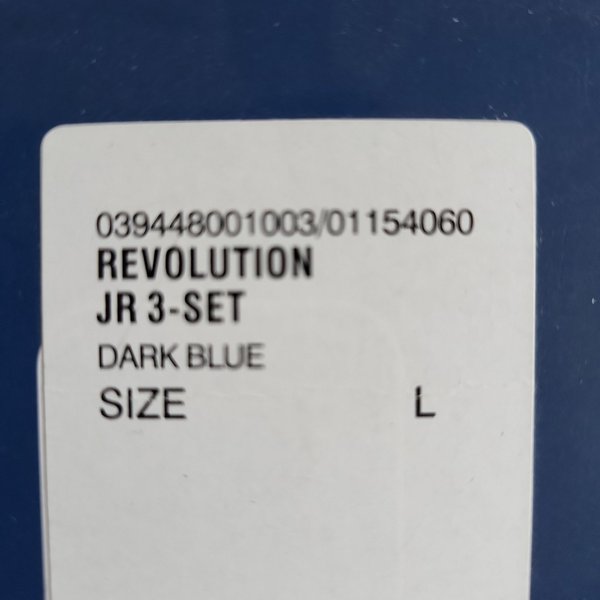 039448001003/01154060
REVOLUTION
JR 3-SET
DARK BLUE
SIZE L